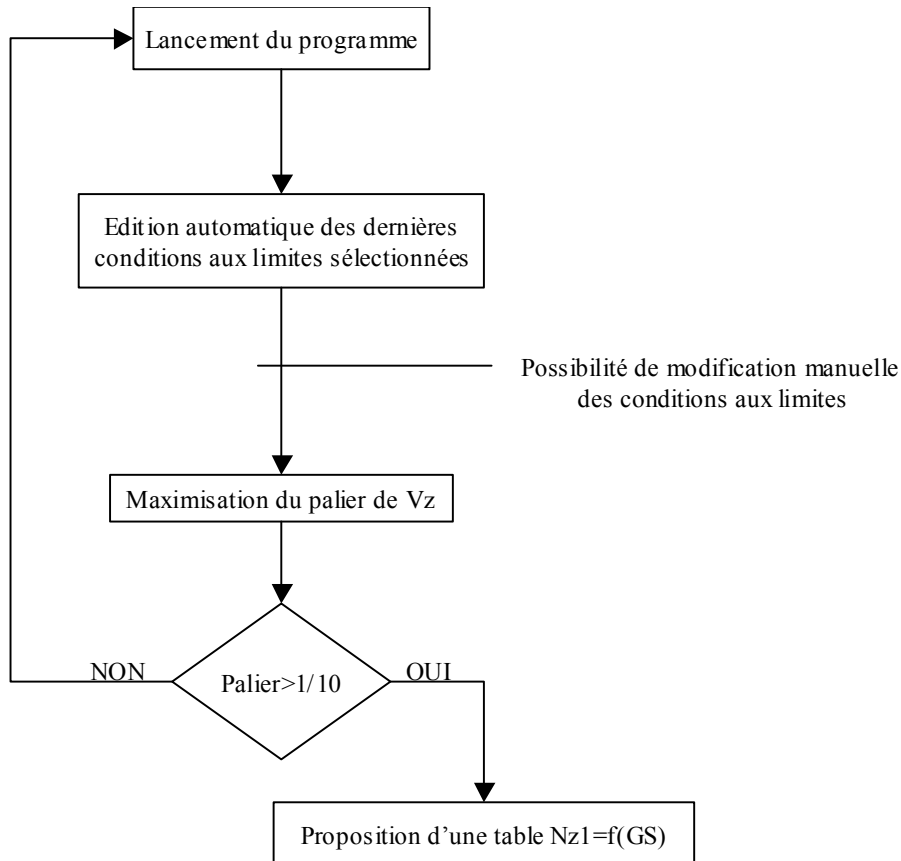 Lancement du programme
Edition automatique des dernières
conditions aux limites sélectionnées
Possibilité de modification manuelle
des conditions aux limites
Maximisation du palier de Vz
NON
Palier>1/10
OUI
Proposition d'une table Nz1=f(GS)